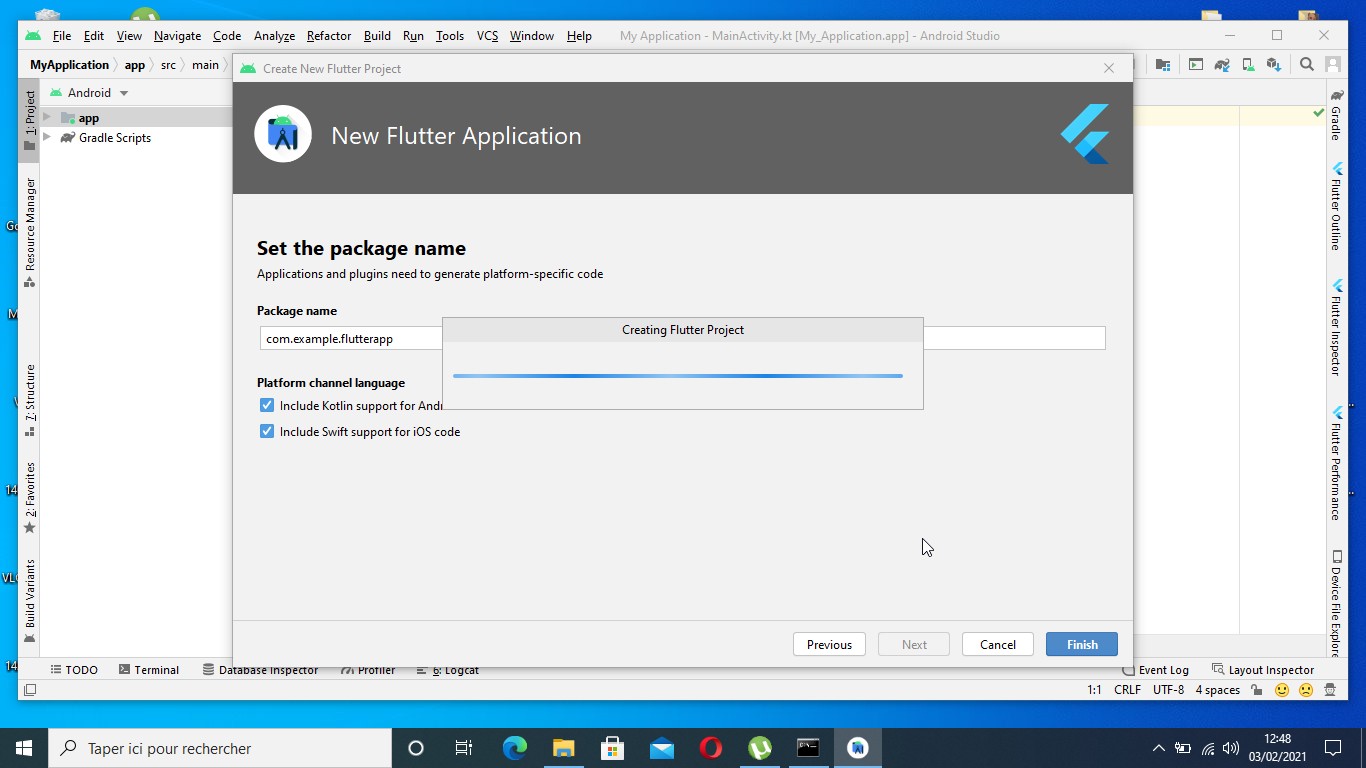 File Edit View Navigate Code Analyze Refactor Build Run Tools VCS Window Help My Application - MainActivity.kt [My_Application.app] - Android Studio
MyApplication app src main
Create New Flutter Project
1: Project
Resource Manager
7: Structure
2: Favorites
Build Variants
Android
app
Gradle Scripts
New Flutter Application
Set the package name
Applications and plugins need to generate platform-specific code
Package name
com.example.flutterapp
Creating Flutter Project
Platform channel language
Include Kotlin support for Andr
Include Swift support for iOS code
Previous Next Cancel Finish
Gradle
Flutter Outline
Flutter Inspector
Flutter Performance
Device File Explore
TODO Terminal Database Inspector Profiler 6: Logcat Event Log Layout Inspector
1:1 CRLF UTF-8 4 spaces
Taper ici pour rechercher
12:48
03/02/2021